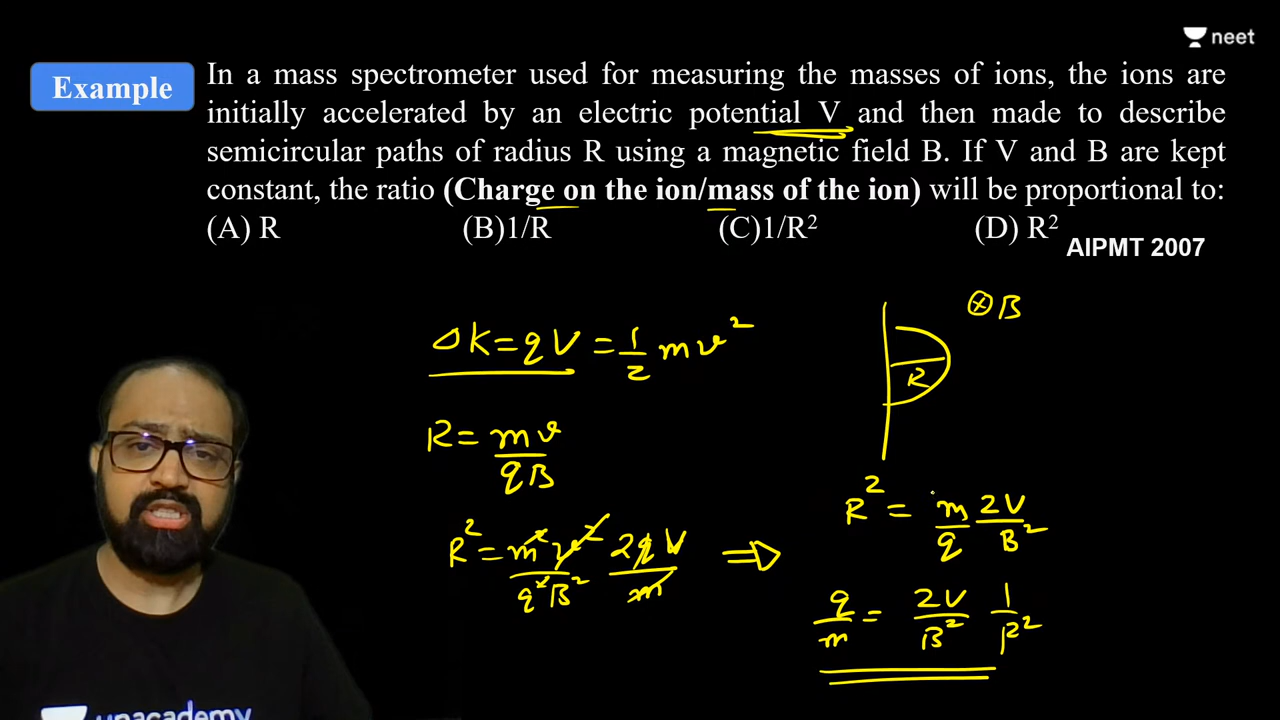 neet
Example
In a mass spectrometer used for measuring the masses of ions, the ions are
initially accelerated by an electric potential V and then made to describe
semicircular paths of radius R using a magnetic field B. If V and B are kept
constant, the ratio (Charge on the ion/mass of the ion) will be proportional to:
(A) R (B)1/R (C)1/R² (D) R²
AIPMT 2007
⊗ B
ΔK = qV = 1/2 mv²
R
R = mv/qB
R² = m²v²/q²B² 2qV/m ⇒
R² = m/q 2V/B²
q/m = 2V/B² 1/R²
unacademy